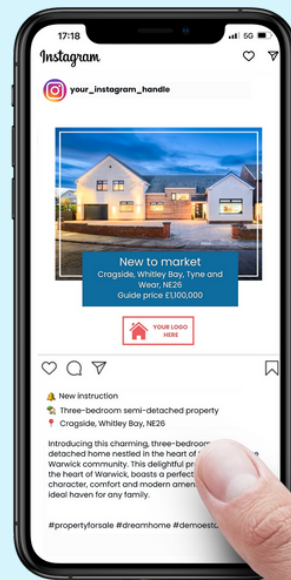 17:18
5G
Instagram
your_instagram_handle
New to market
Cragside, Whitley Bay, Tyne and
Wear, NE26
Guide price £1,100,000
YOUR LOGO
HERE
New instruction
Three-bedroom semi-detached property
Cragside, Whitley Bay, NE26
Introducing this charming, three-bedroom
detached home nestled in the heart of
Warwick community. This delightful
the heart of Warwick, boasts a perfect
character, comfort and modern
ideal haven for any family.
#propertyforsale #dreamhome